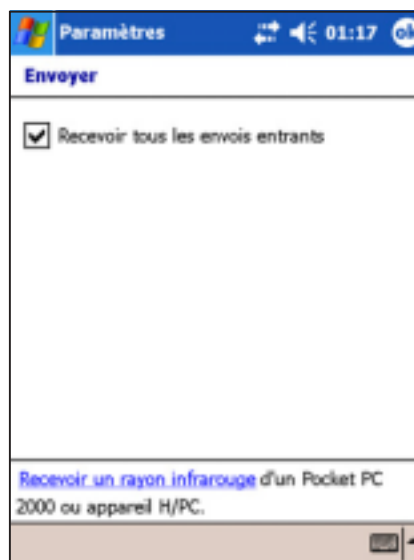 Paramètres 01:17 ok
Envoyer
Recevoir tous les envois entrants
Recevoir un rayon infrarouge d'un Pocket PC
2000 ou appareil H/PC.